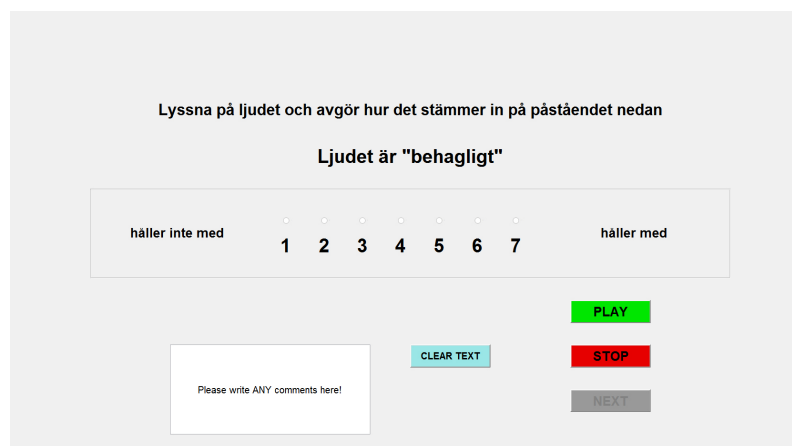 Lyssna på ljudet och avgör hur det stämmer in på påståendet nedan
Ljudet är "behagligt"
håller inte med
1 2 3 4 5 6 7
håller med
PLAY
CLEAR TEXT
STOP
Please write ANY comments here!
NEXT